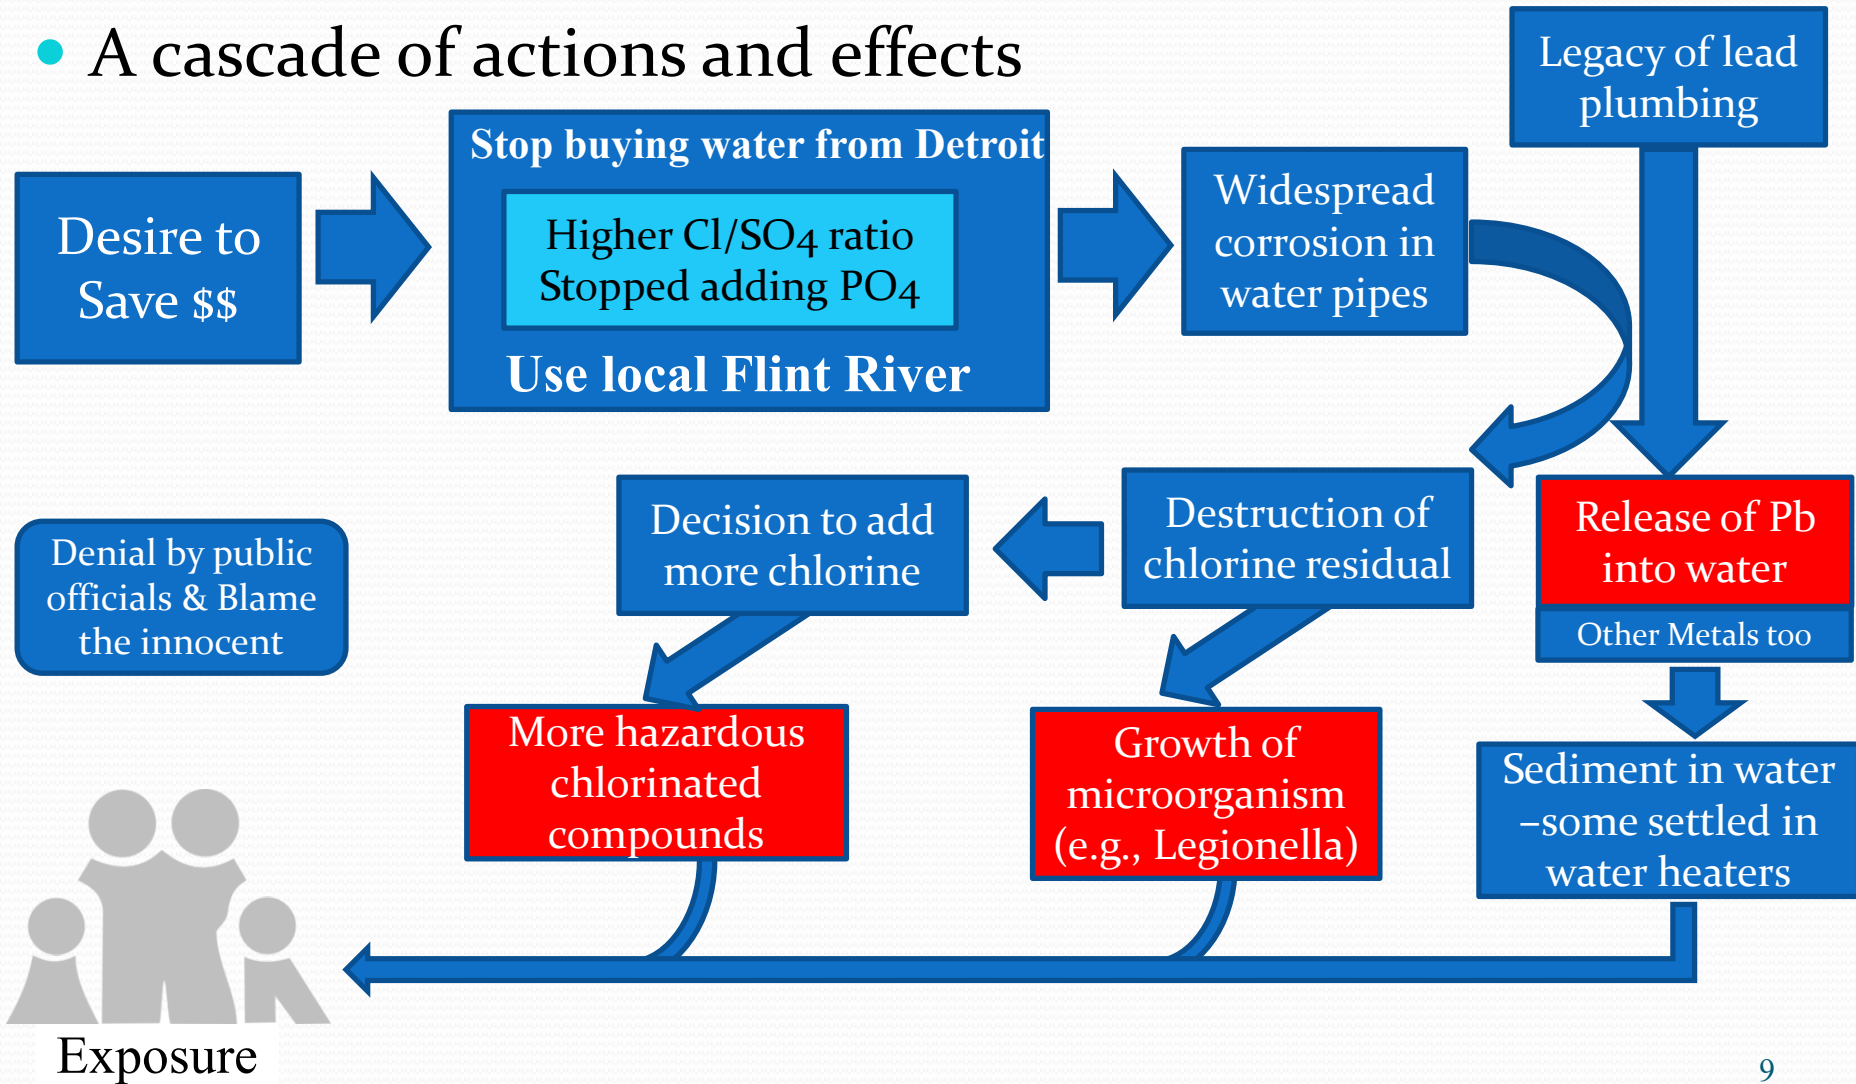 • A cascade of actions and effects
Legacy of lead
plumbing
Desire to
Save $$
Stop buying water from Detroit
Higher Cl/SO4 ratio
Stopped adding PO4
Use local Flint River
Widespread
corrosion in
water pipes
Release of Pb
into water
Other Metals too
Destruction of
chlorine residual
Decision to add
more chlorine
Denial by public
officials & Blame
the innocent
More hazardous
chlorinated
compounds
Growth of
microorganism
(e.g., Legionella)
Sediment in water
–some settled in
water heaters
Exposure
9